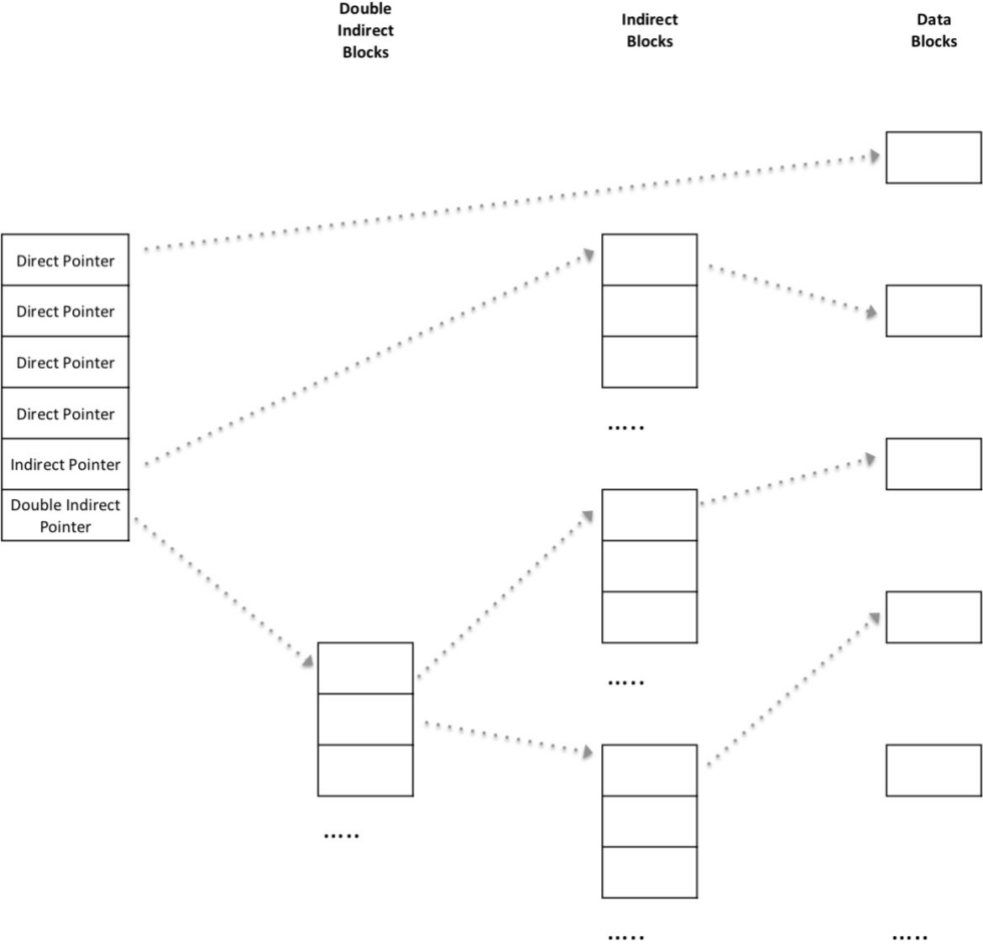 Double
Indirect
Blocks
Indirect
Blocks
Data
Blocks
Direct Pointer
Direct Pointer
Direct Pointer
Direct Pointer
Indirect Pointer
Double Indirect
Pointer
.....
.....
.....
.....
.....